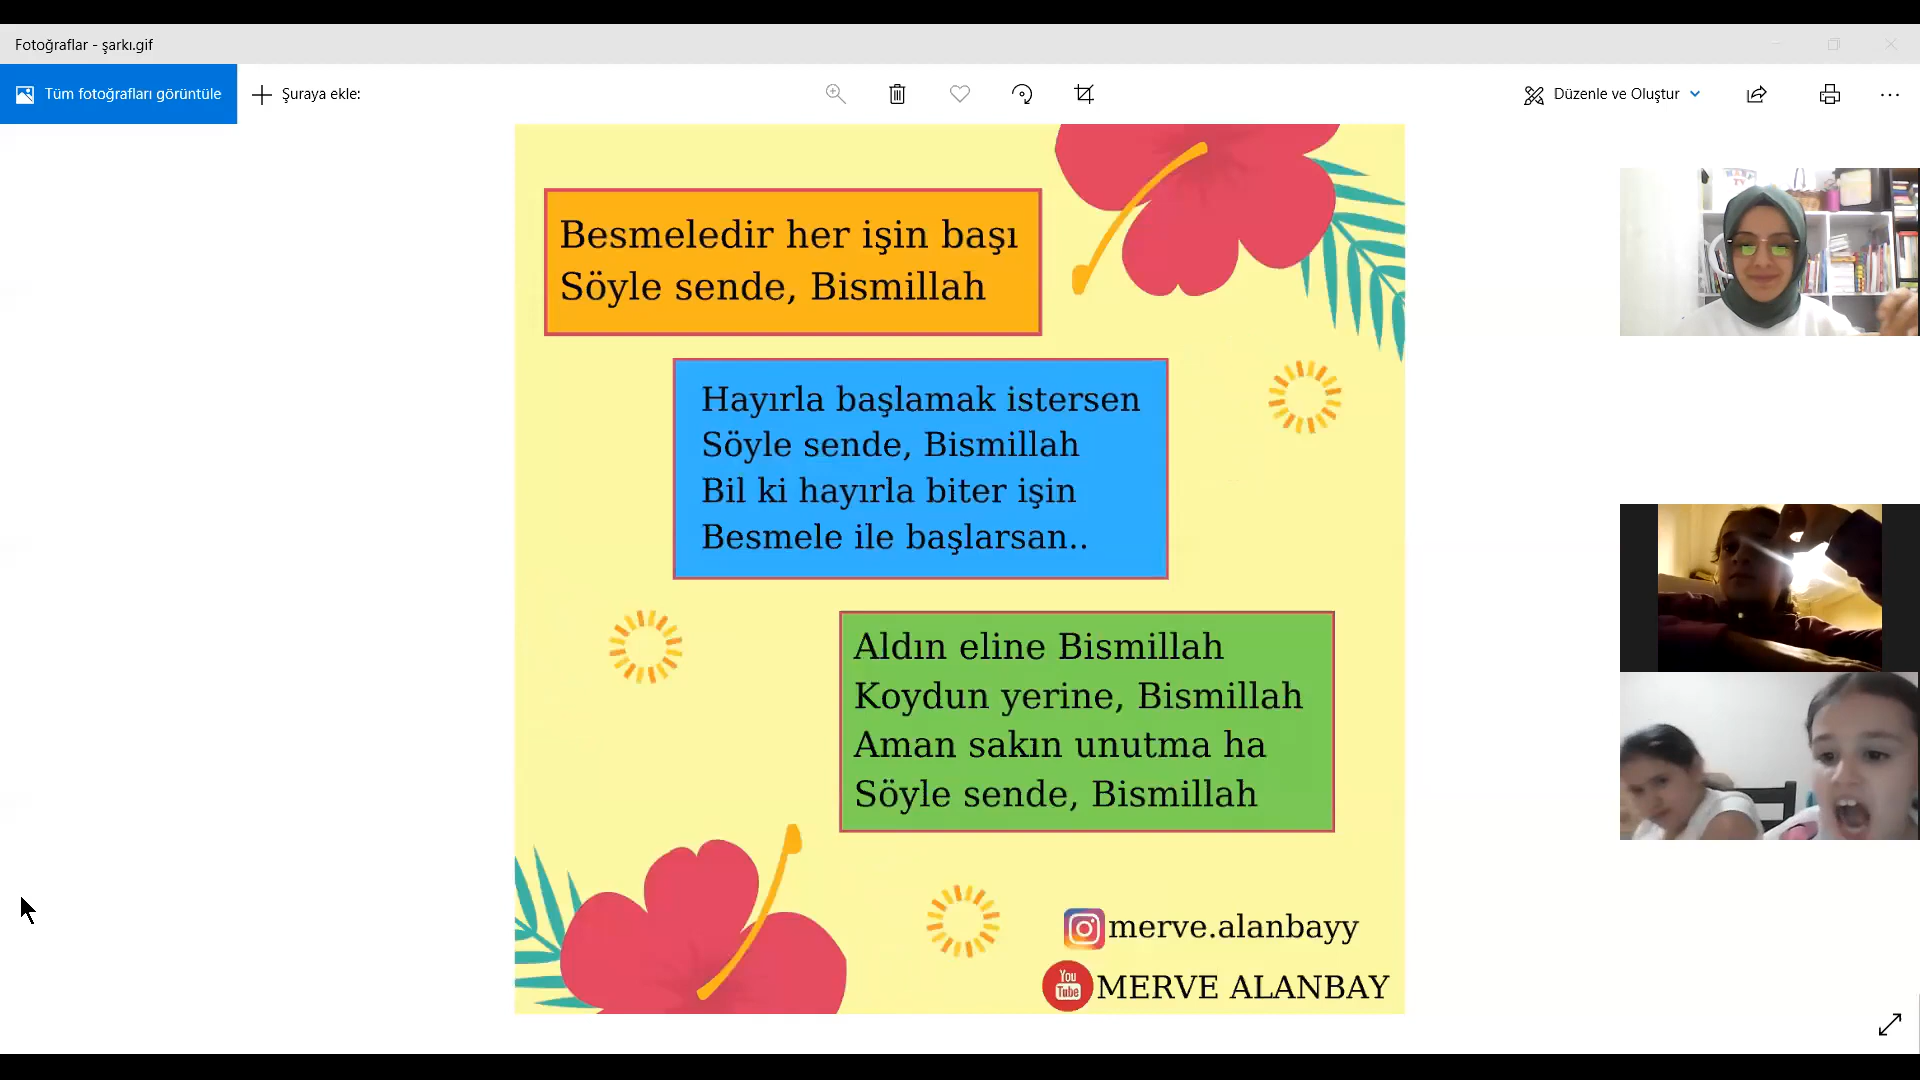 Fotoğraflar - şarkı.gif
Tüm fotoğrafları görüntüle
Şuraya ekle:
Düzenle ve Oluştur
Besmeledir her işin başı
Söyle sende, Bismillah
Hayırla başlamak istersen
Söyle sende, Bismillah
Bil ki hayırla biter işin
Besmele ile başlarsan..
Aldın eline Bismillah
Koydun yerine, Bismillah
Aman sakın unutma ha
Söyle sende, Bismillah
merve.alanbayy
You
Tube
MERVE ALANBAY